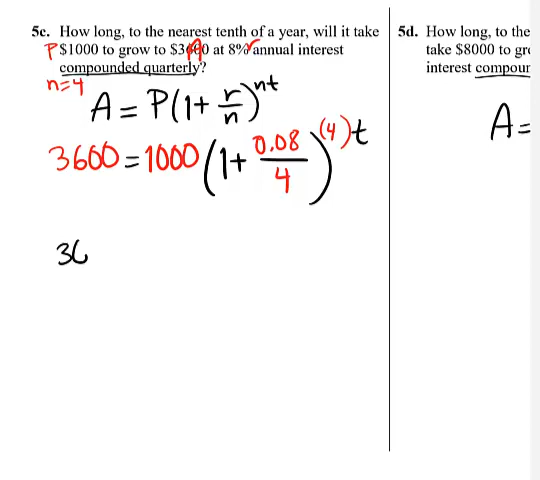 5c. How long, to the nearest tenth of a year, will it take
P $1000 to grow to $3600 at 8% annual interest
A r
compounded quarterly?
n=4
A = P(1 + r/n)^nt
3600 = 1000 (1 + 0.08/4)^(4)t
36
5d. How long, to the
take $8000 to gr
interest compour
A =